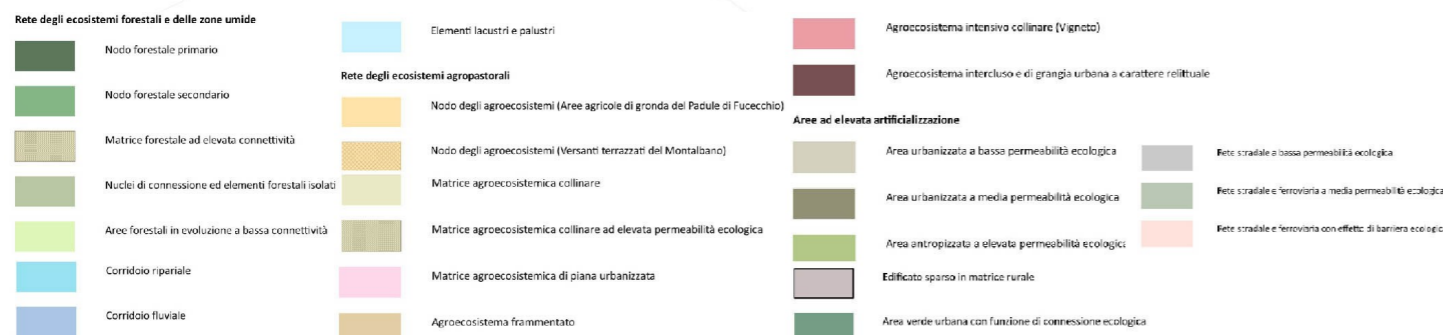 Rete degli ecosistemi forestali e delle zone umide
Nodo forestale primario
Nodo forestale secondario
Matrice forestale ad elevata connettività
Nuclei di connessione ed elementi forestali isolati
Aree forestali in evoluzione a bassa connettività
Corridoio ripariale
Corridoio fluviale
Elementi lacustri e palustri
Rete degli ecosistemi agropastorali
Nodo degli agroecosistemi (Aree agricole di gronda del Padule di Fucecchio)
Nodo degli agroecosistemi (Versanti terrazzati del Montalbano)
Matrice agroecosistemica collinare
Matrice agroecosistemica collinare ad elevata permeabilità ecologica
Matrice agroecosistemica di piana urbanizzata
Agroecosistema frammentato
Agroecosistema intensivo collinare (Vigneto)
Agroecosistema intercluso e di grangia urbana a carattere relittuale
Aree ad elevata artificializzazione
Area urbanizzata a bassa permeabilità ecologica
Area urbanizzata a media permeabilità ecologica
Area antropizzata a elevata permeabilità ecologica
Edificato sparso in matrice rurale
Area verde urbana con funzione di connessione ecologica
Rete stradale a bassa permeabilità ecologica
Rete stradale e ferroviaria a media permeabilità ecologica
Rete stradale e ferroviaria con effetto di barriera ecologic